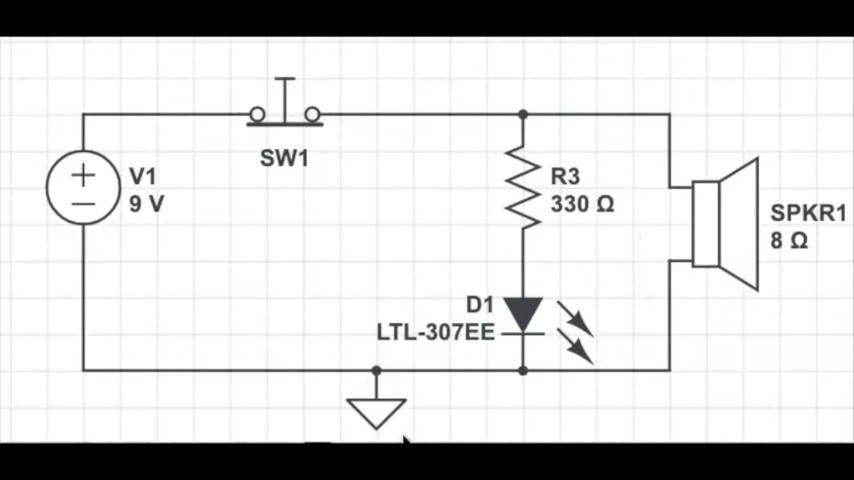 SW1
V1
9 V
R3
330 Ω
SPKR1
8 Ω
D1
LTL-307EE